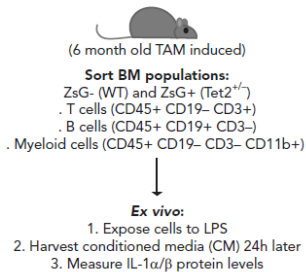 (6 month old TAM induced)
Sort BM populations:
ZsG- (WT) and ZsG+ (Tet2+/–)
. T cells (CD45+ CD19– CD3+)
. B cells (CD45+ CD19+ CD3–)
. Myeloid cells (CD45+ CD19– CD3– CD11b+)
Ex vivo:
1. Expose cells to LPS
2. Harvest conditioned media (CM) 24h later
3. Measure IL-1α/β protein levels